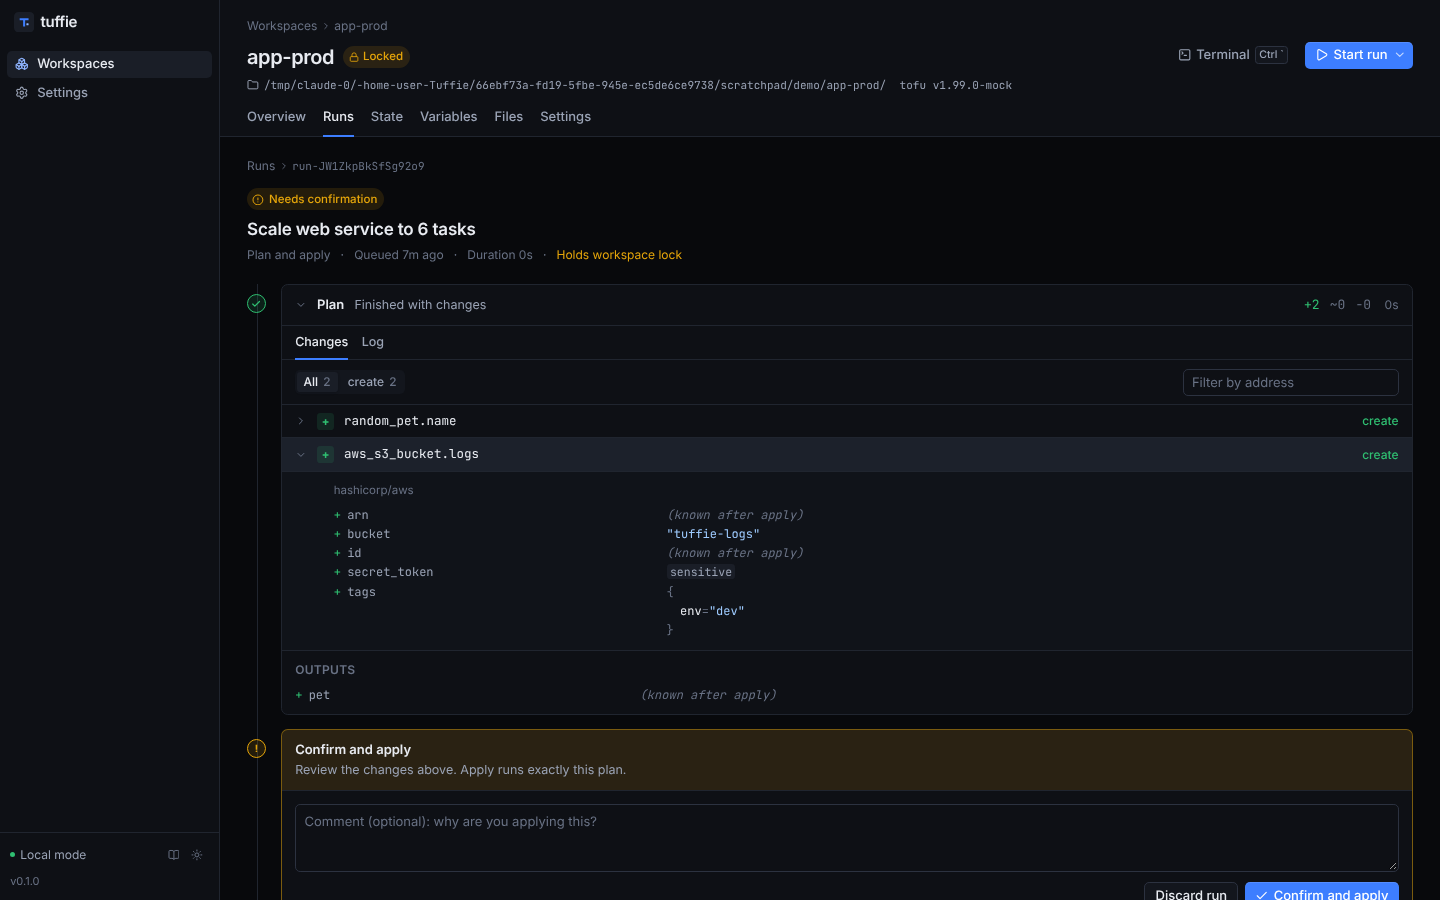 tuffie
Workspaces
Settings
Local mode
v0.1.0
Workspaces › app-prod
app-prod Locked
Terminal Ctrl ` Start run
/tmp/claude-0/-home-user-Tuffie/66ebf73a-fd19-5fbe-945e-ec5de6ce9738/scratchpad/demo/app-prod/ tofu v1.99.0-mock
Overview Runs State Variables Files Settings
Runs › run-JW1ZkpBkSfSg92o9
Needs confirmation
Scale web service to 6 tasks
Plan and apply · Queued 7m ago · Duration 0s · Holds workspace lock
Plan Finished with changes +2 ~0 -0 0s
Changes Log
All 2 create 2 Filter by address
+ random_pet.name create
+ aws_s3_bucket.logs create
hashicorp/aws
+ arn (known after apply)
+ bucket "tuffie-logs"
+ id (known after apply)
+ secret_token sensitive
+ tags {
env="dev"
}
OUTPUTS
+ pet (known after apply)
Confirm and apply
Review the changes above. Apply runs exactly this plan.
Comment (optional): why are you applying this?
Discard run Confirm and apply